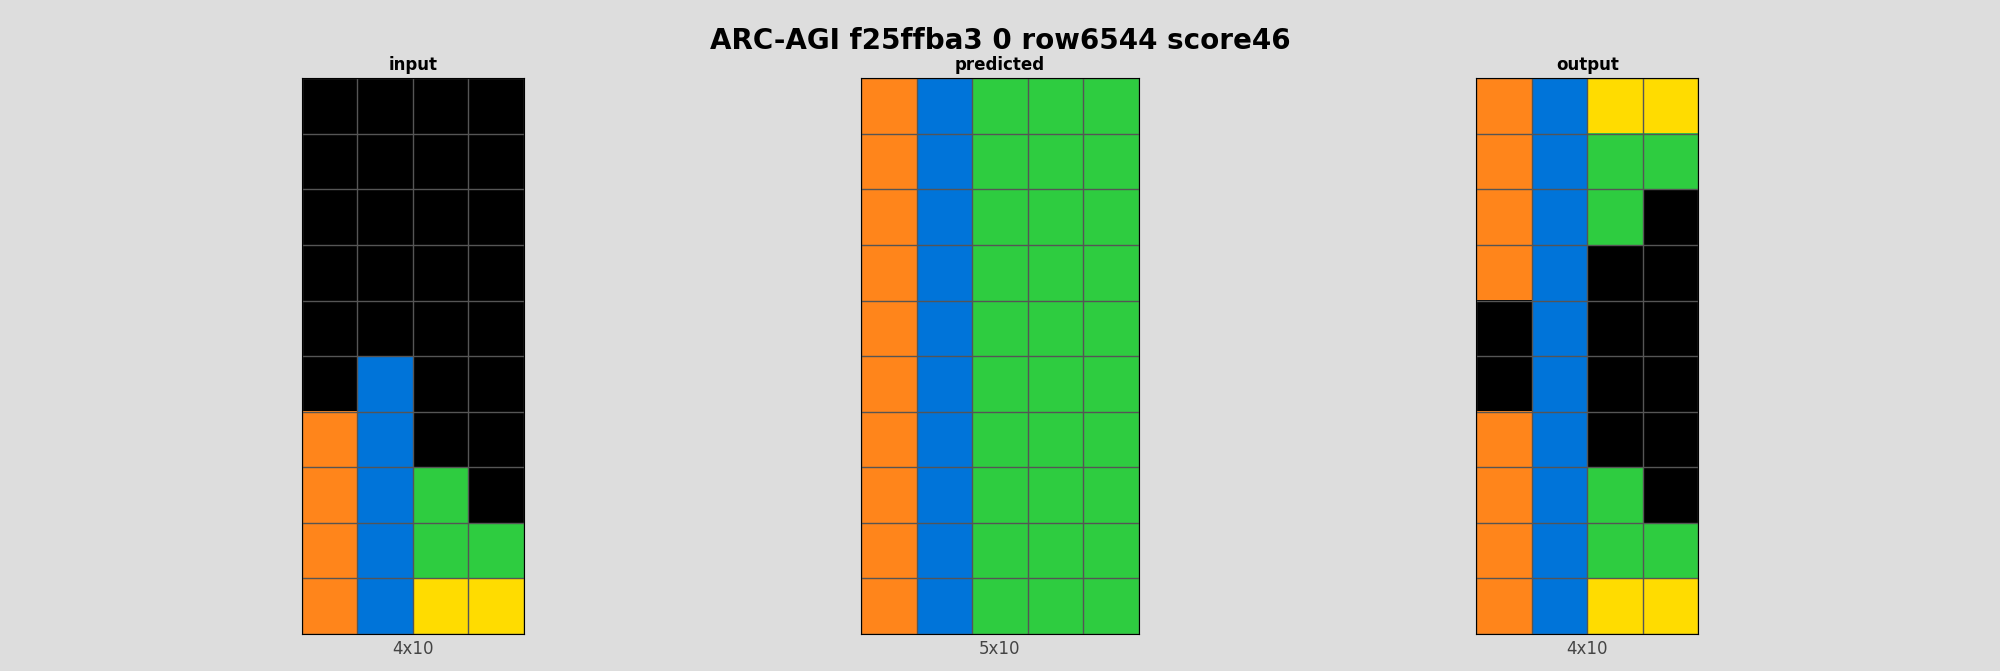 ARC-AGI f25ffba3 0 row6544 score46
input
predicted
output
4x10
5x10
4x10